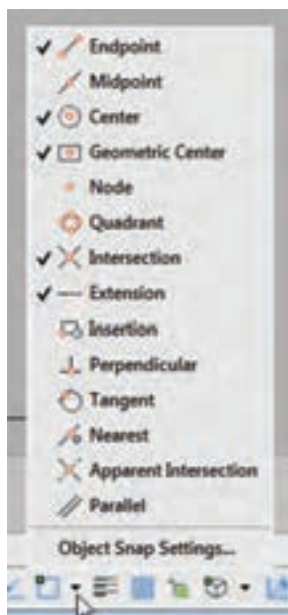 Endpoint
Midpoint
Center
Geometric Center
Node
Quadrant
Intersection
Extension
Insertion
Perpendicular
Tangent
Nearest
Apparent Intersection
Parallel
Object Snap Settings...